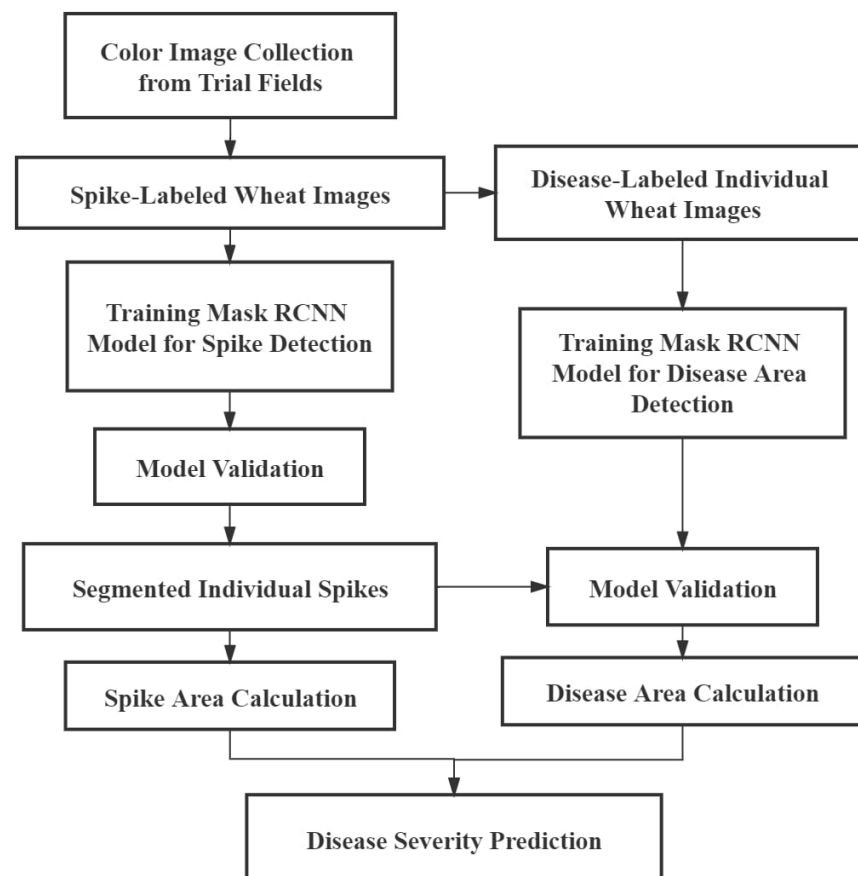 Color Image Collection
from Trial Fields
Spike-Labeled Wheat Images
Disease-Labeled Individual
Wheat Images
Training Mask RCNN
Model for Spike Detection
Training Mask RCNN
Model for Disease Area
Detection
Model Validation
Segmented Individual Spikes
Model Validation
Spike Area Calculation
Disease Area Calculation
Disease Severity Prediction